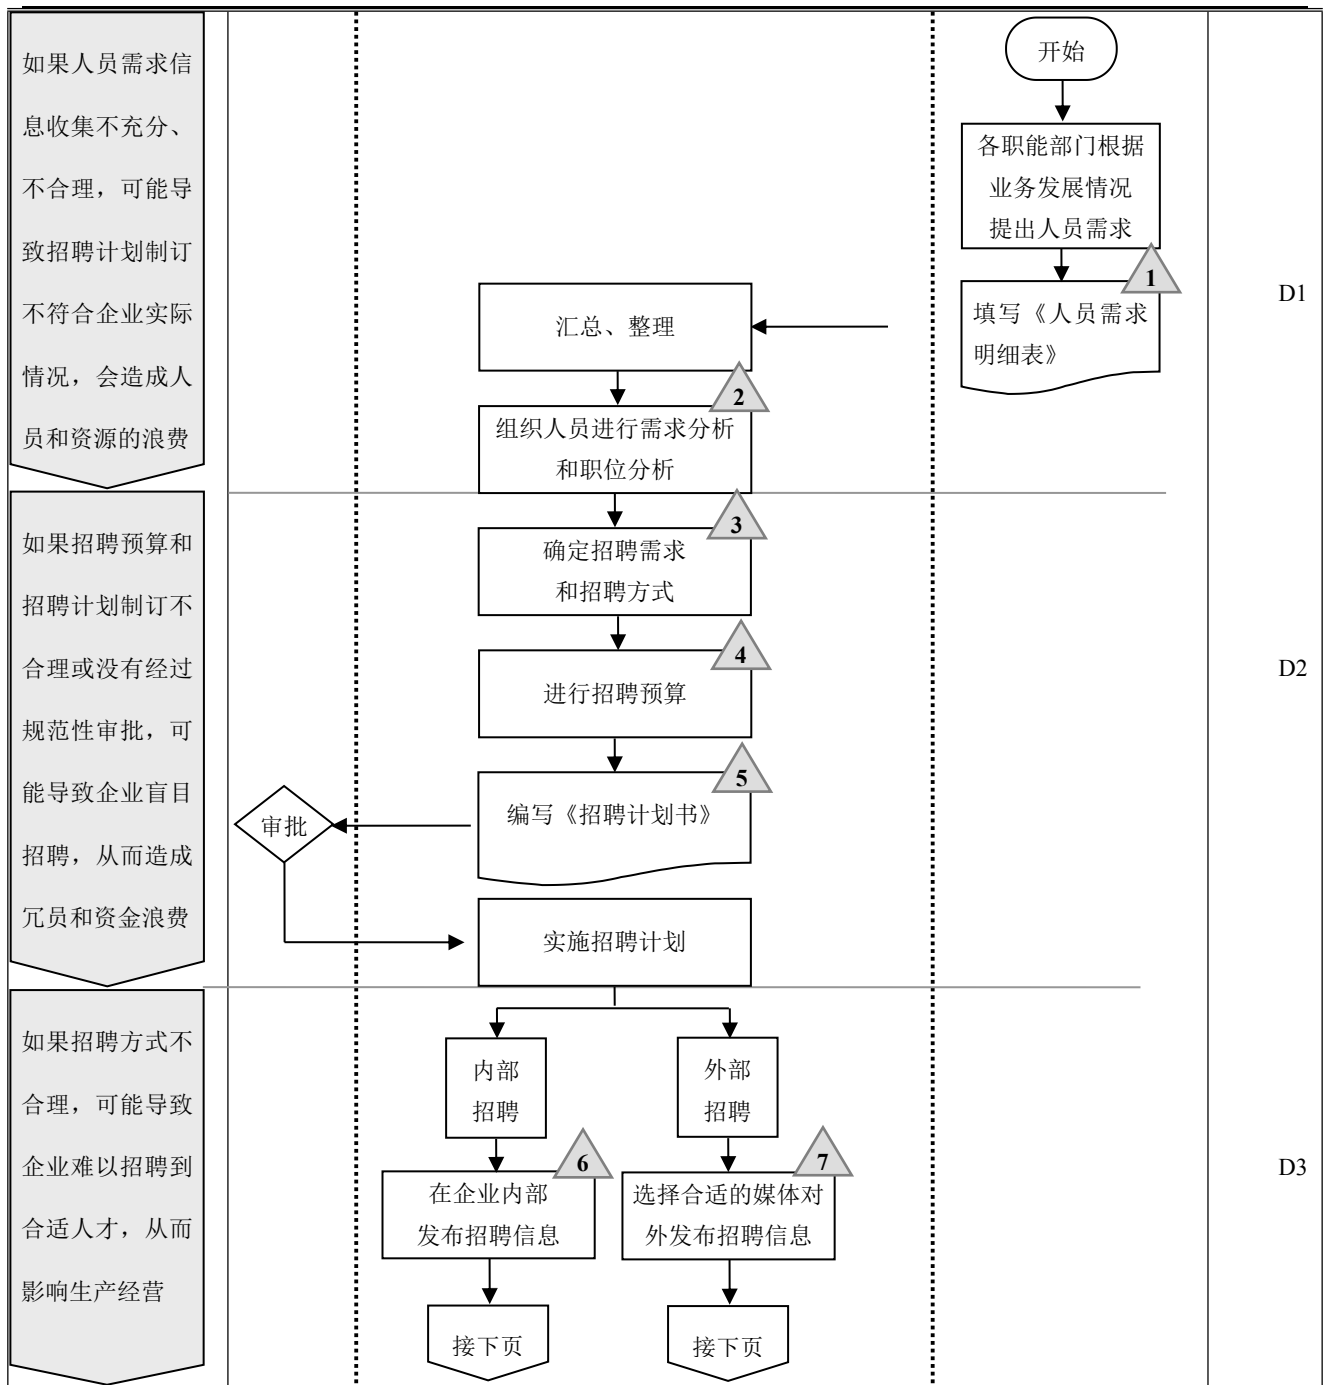 如果人员需求信
息收集不充分、
不合理，可能导
致招聘计划制订
不符合企业实际
情况，会造成人
员和资源的浪费
开始
各职能部门根据
业务发展情况
提出人员需求
1
填写《人员需求
明细表》
汇总、整理
2
组织人员进行需求分析
和职位分析
D1
如果招聘预算和
招聘计划制订不
合理或没有经过
规范性审批，可
能导致企业盲目
招聘，从而造成
冗员和资金浪费
3
确定招聘需求
和招聘方式
4
进行招聘预算
5
编写《招聘计划书》
审批
实施招聘计划
D2
如果招聘方式不
合理，可能导致
企业难以招聘到
合适人才，从而
影响生产经营
内部
招聘
外部
招聘
6
在企业内部
发布招聘信息
7
选择合适的媒体对
外发布招聘信息
接下页
接下页
D3